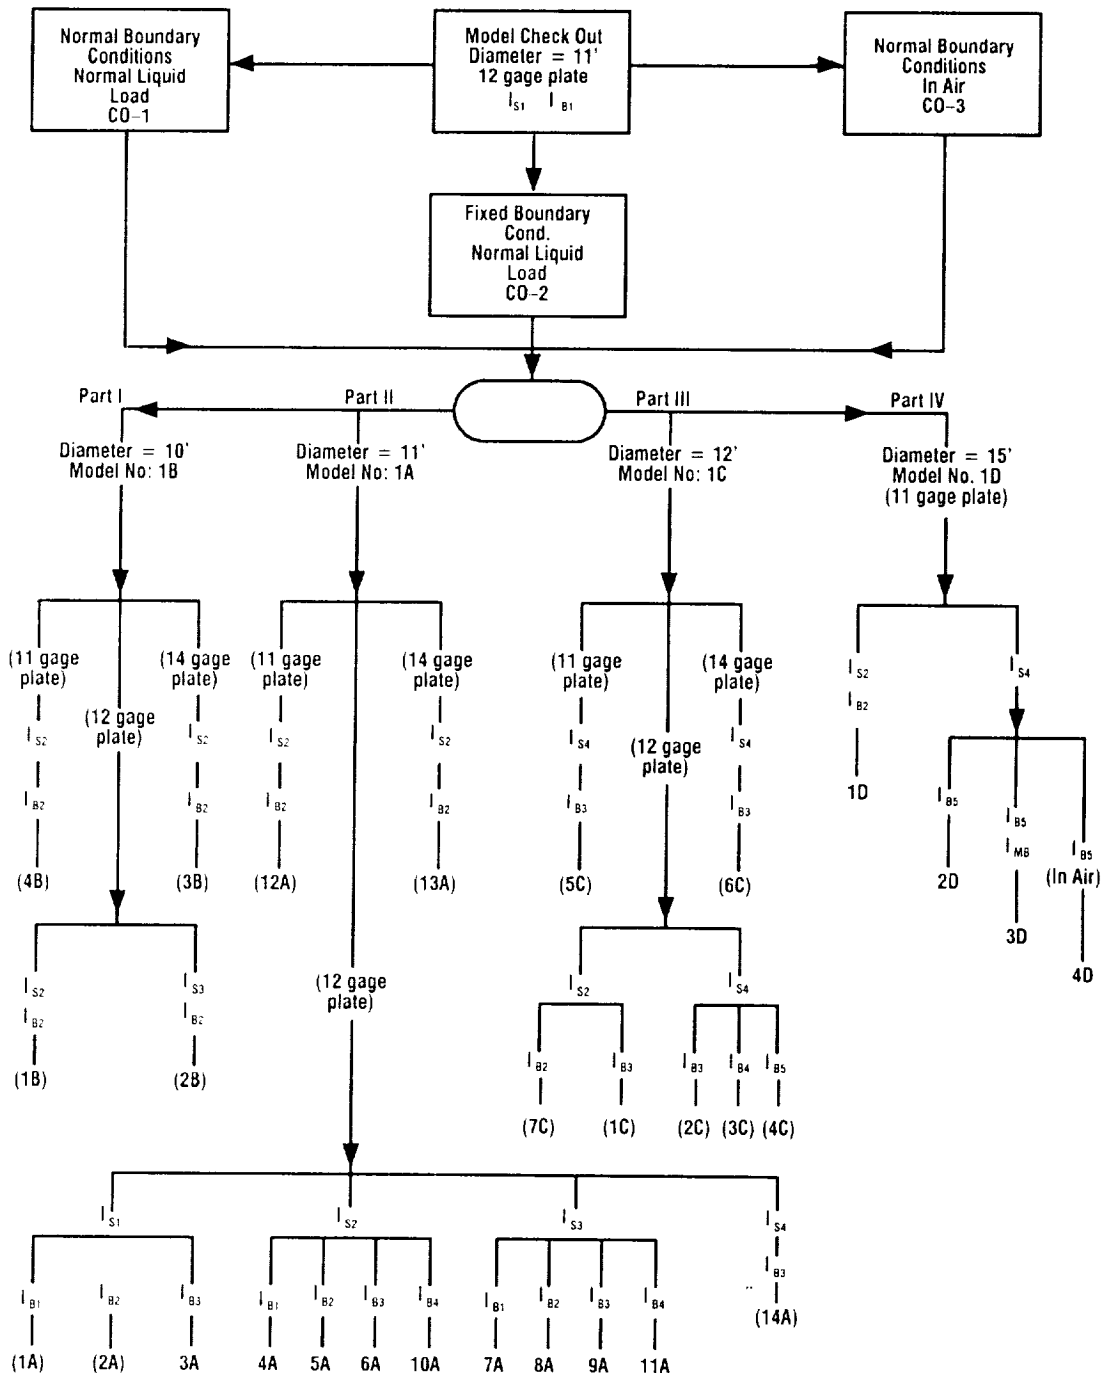 Normal Boundary
Conditions
Normal Liquid
Load
CO-1
Model Check Out
Diameter = 11'
12 gage plate
I S1 I B1
Normal Boundary
Conditions
In Air
CO-3
Fixed Boundary
Cond.
Normal Liquid
Load
CO-2
Part I
Part II
Part III
Part IV
Diameter = 10'
Model No: 1B
Diameter = 11'
Model No: 1A
Diameter = 12'
Model No: 1C
Diameter = 15'
Model No. 1D
(11 gage plate)
(11 gage
plate)
I S2
I B2
(4B)
(12 gage
plate)
(14 gage
plate)
I S2
I B2
(3B)
I S2
I B2
(1B)
I S3
I B2
(2B)
(11 gage
plate)
I S2
I B2
(12A)
(14 gage
plate)
I S2
I B2
(13A)
(12 gage
plate)
(11 gage
plate)
I S4
I B3
(5C)
(12 gage
plate)
(14 gage
plate)
I S4
I B3
(6C)
I S2
I S4
I B2
I B3
I B3
I B4
I B5
(7C)
(1C)
(2C)
(3C)
(4C)
I S2
I B2
1D
I S4
I B5
2D
I B5
I MB
3D
I B5
(In Air)
4D
I S1
I S2
I S3
I S4
I B3
(14A)
I B1
I B2
I B3
I B1
I B2
I B3
I B4
I B1
I B2
I B3
I B4
(1A)
(2A)
3A
4A
5A
6A
10A
7A
8A
9A
11A